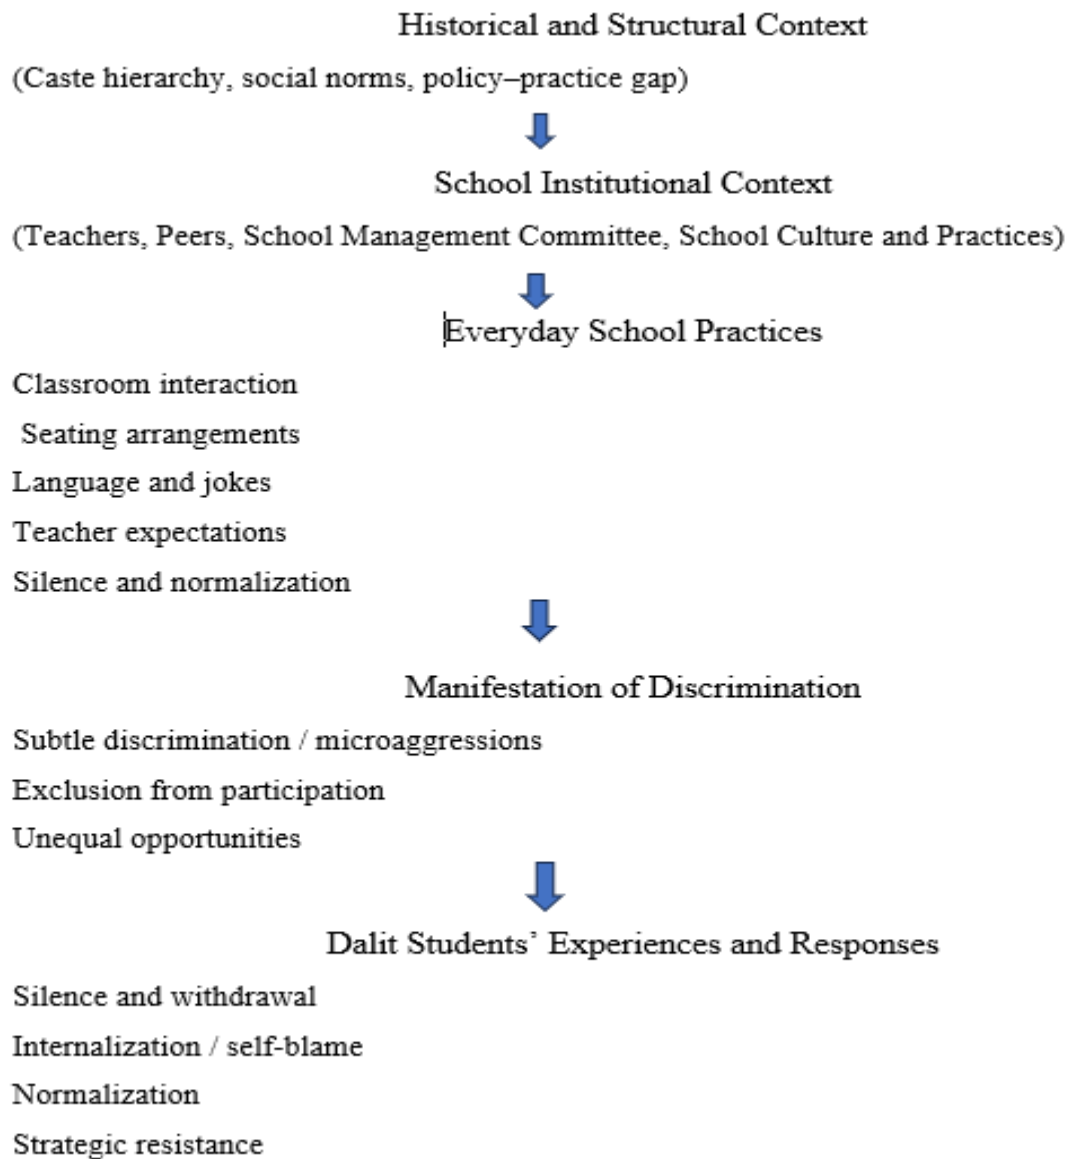 Historical and Structural Context
(Caste hierarchy, social norms, policy–practice gap)
School Institutional Context
(Teachers, Peers, School Management Committee, School Culture and Practices)
Everyday School Practices
Classroom interaction
Seating arrangements
Language and jokes
Teacher expectations
Silence and normalization
Manifestation of Discrimination
Subtle discrimination / microaggressions
Exclusion from participation
Unequal opportunities
Dalit Students’ Experiences and Responses
Silence and withdrawal
Internalization / self-blame
Normalization
Strategic resistance